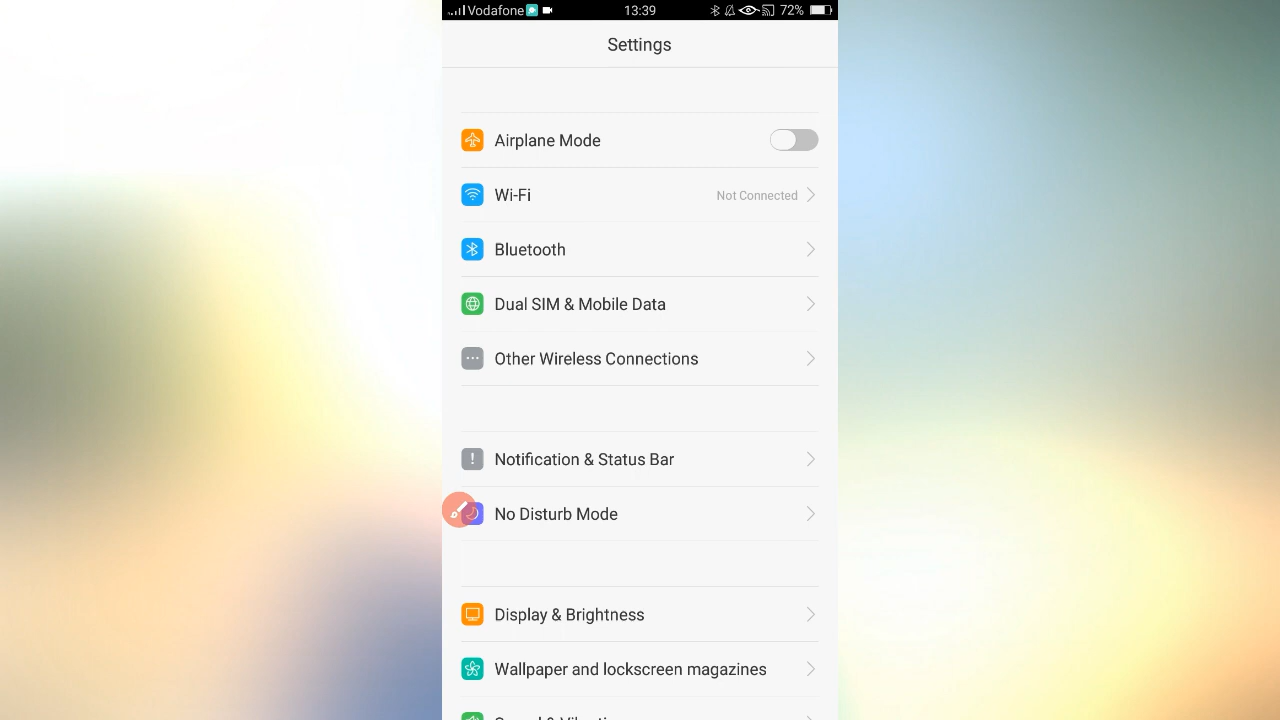 Vodafone 13:39 72%
Settings
Airplane Mode
Wi-Fi Not Connected
Bluetooth
Dual SIM & Mobile Data
Other Wireless Connections
Notification & Status Bar
No Disturb Mode
Display & Brightness
Wallpaper and lockscreen magazines